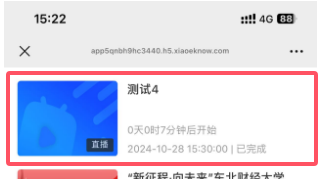 15:22
4G 88
app5qnbh9hc3440.h5.xiaoeknow.com
测试4
0天0时7分钟后开始
直播
2024-10-28 15:30:00 | 已完成
"新征程·向未来"东北财经大学